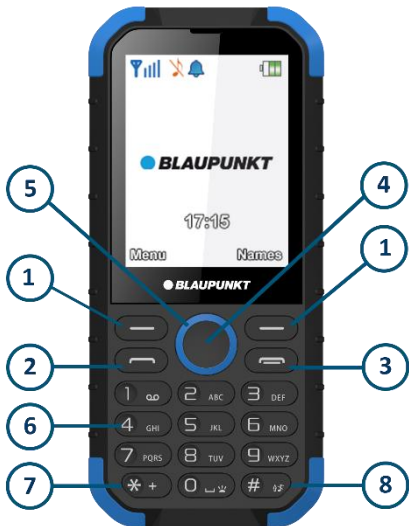 BLAUPUNKT
5
4
17:15
Menu Names
1 1
BLAUPUNKT
2 3
1 2 ABC 3 DEF
6 4 GHI 5 JKL 6 MNO
7 PQRS 8 TUV 9 WXYZ
7 * + 0 # 8